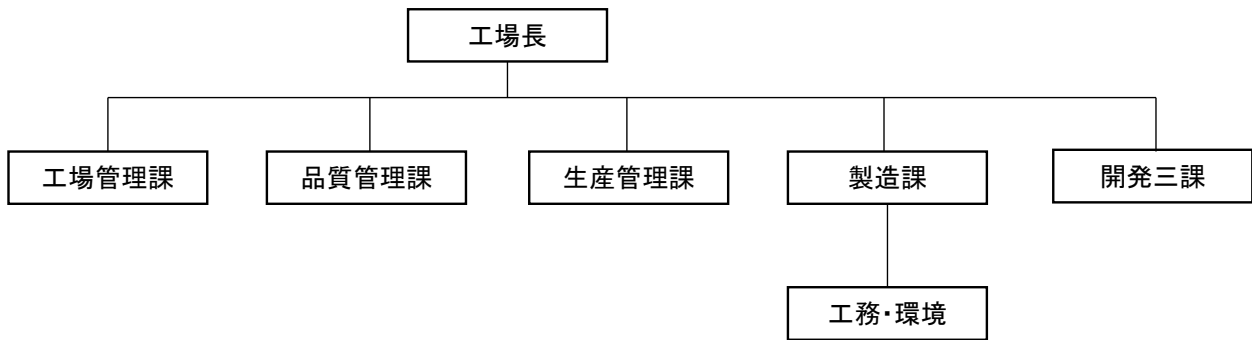 工場長
工場管理課
品質管理課
生産管理課
製造課
開発三課
工務・環境